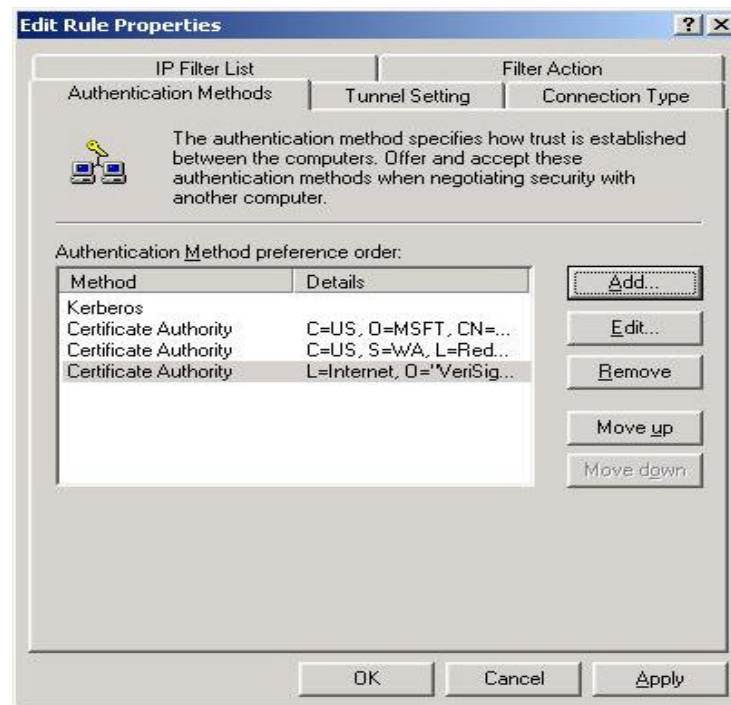 Edit Rule Properties
IP Filter List
Filter Action
Authentication Methods
Tunnel Setting
Connection Type
The authentication method specifies how trust is established
between the computers. Offer and accept these
authentication methods when negotiating security with
another computer.
Authentication Method preference order:
Method Details
Kerberos
Certificate Authority C=US, O=MSFT, CN=...
Certificate Authority C=US, S=WA, L=Red...
Certificate Authority L=Internet, O="VeriSig...
Add...
Edit...
Remove
Move up
Move down
OK
Cancel
Apply